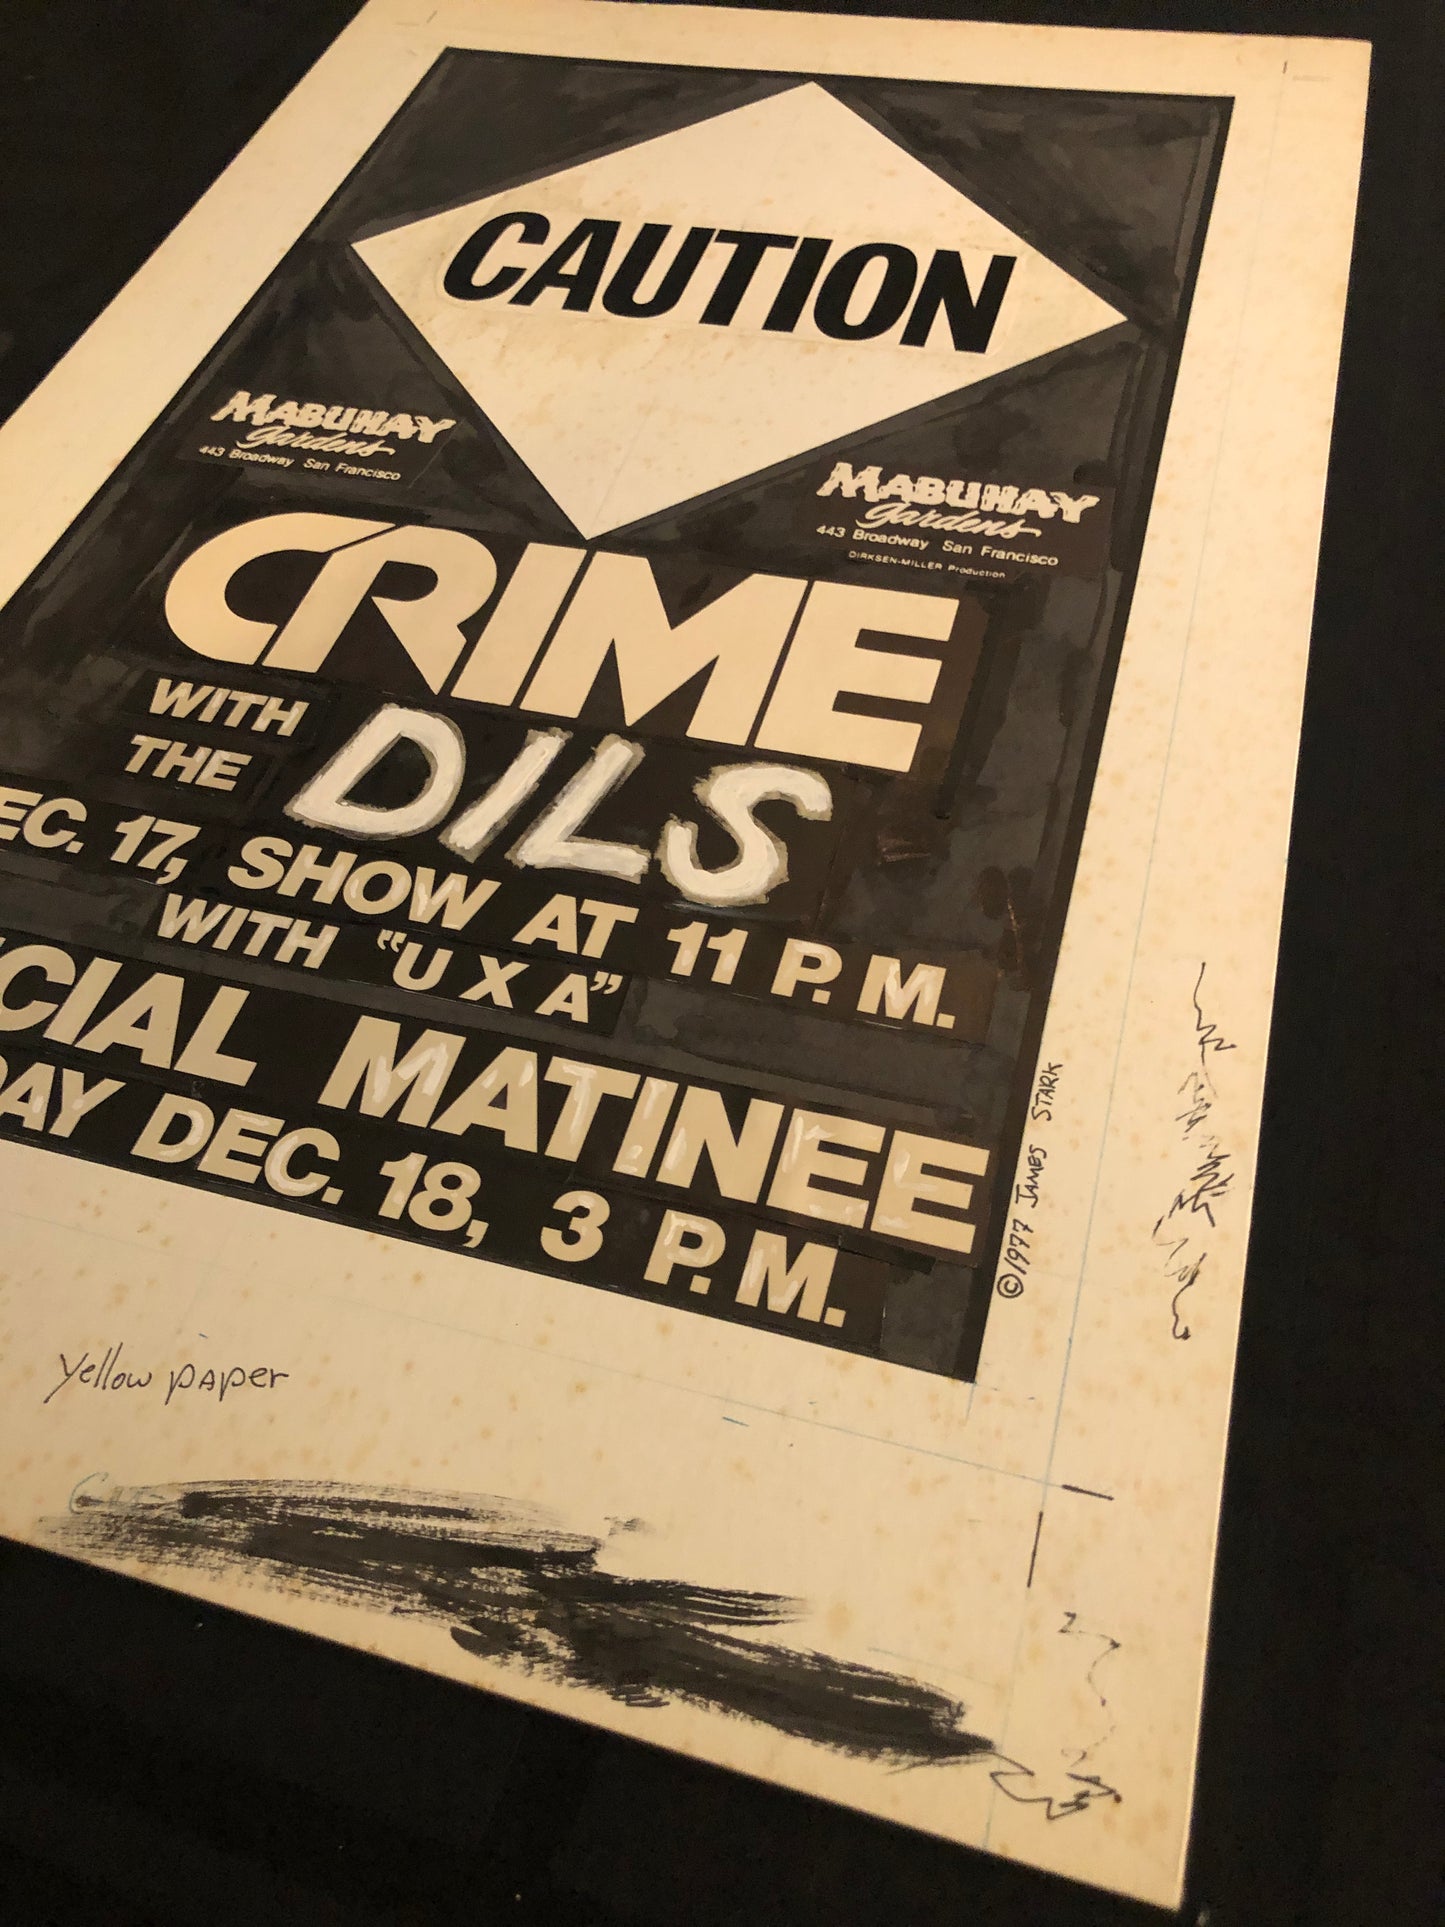 CAUTION
MABUHAY
Gardens
443 Broadway San Francisco
MABUHAY
Gardens
443 Broadway San Francisco
DIRKSEN-MILLER Production
CRIME
WITH
THE
DILS
EC. 17, SHOW AT 11 P.M.
WITH "U X A"
CIAL MATINEE
DAY DEC. 18, 3 P.M.
©1977 JAMES STARK
Yellow paper